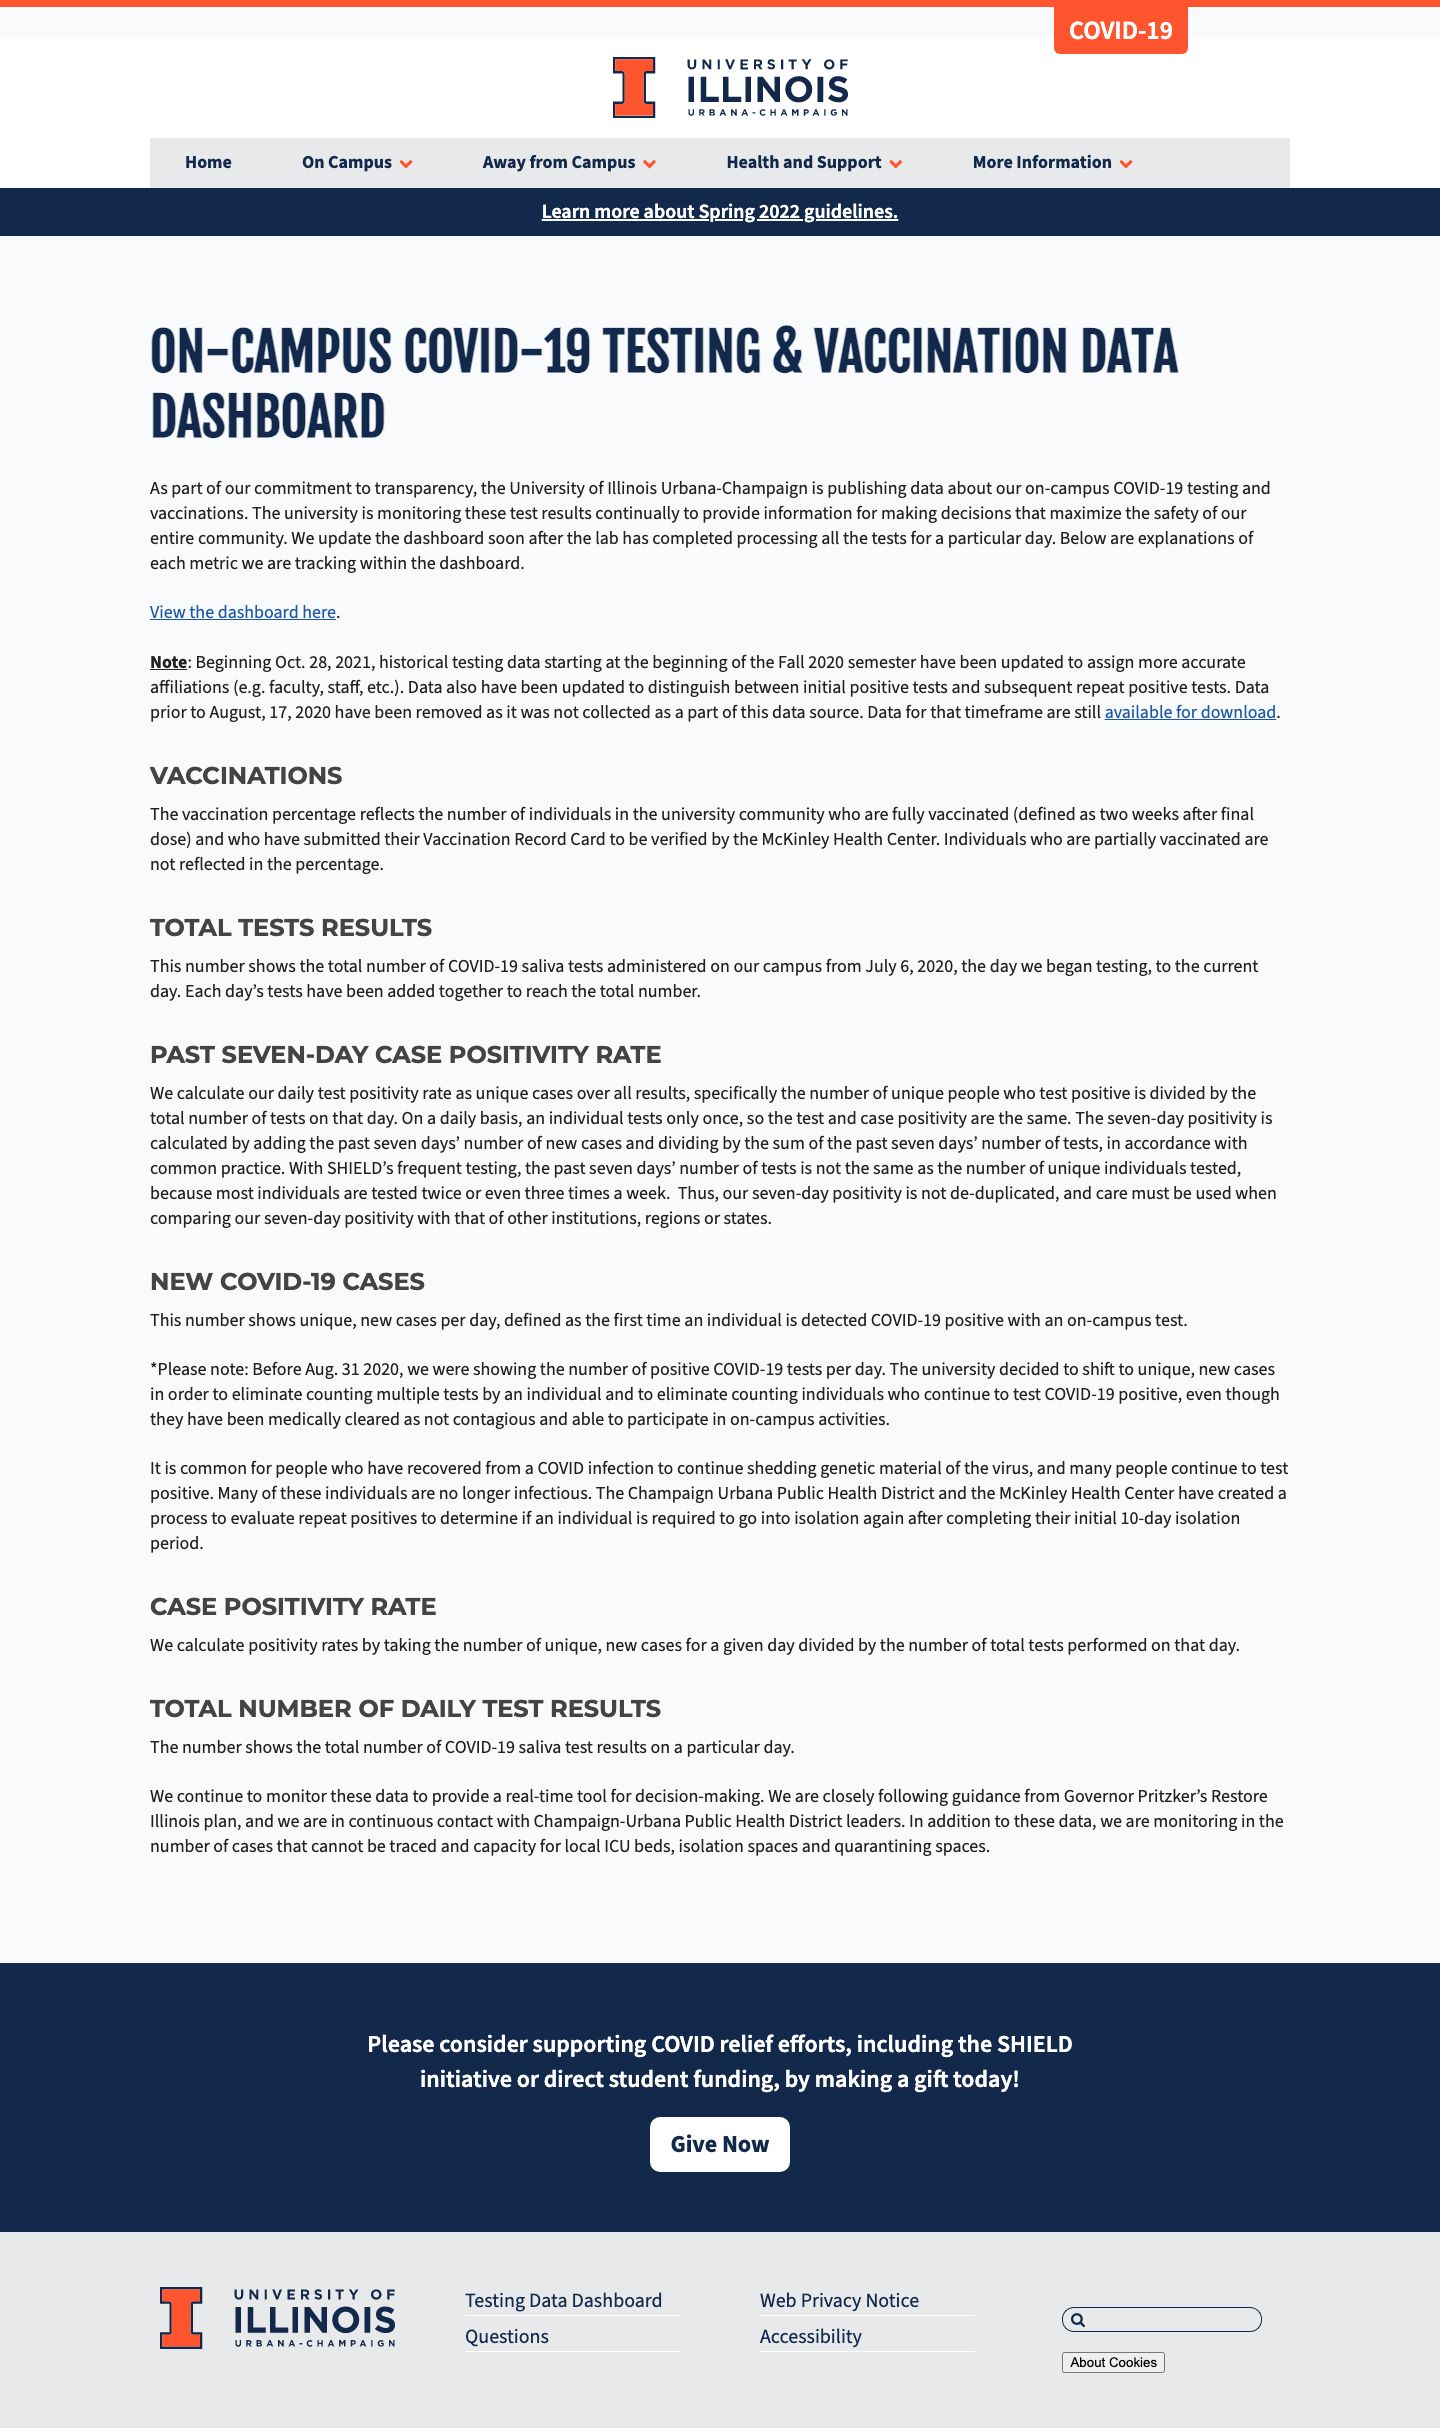 COVID-19
UNIVERSITY OF
ILLINOIS
URBANA-CHAMPAIGN
Home
On Campus
Away from Campus
Health and Support
More Information
Learn more about Spring 2022 guidelines.
ON-CAMPUS COVID-19 TESTING & VACCINATION DATA
DASHBOARD
As part of our commitment to transparency, the University of Illinois Urbana-Champaign is publishing data about our on-campus COVID-19 testing and
vaccinations. The university is monitoring these test results continually to provide information for making decisions that maximize the safety of our
entire community. We update the dashboard soon after the lab has completed processing all the tests for a particular day. Below are explanations of
each metric we are tracking within the dashboard.
View the dashboard here.
Note: Beginning Oct. 28, 2021, historical testing data starting at the beginning of the Fall 2020 semester have been updated to assign more accurate
affiliations (e.g. faculty, staff, etc.). Data also have been updated to distinguish between initial positive tests and subsequent repeat positive tests. Data
prior to August, 17, 2020 have been removed as it was not collected as a part of this data source. Data for that timeframe are still available for download.
VACCINATIONS
The vaccination percentage reflects the number of individuals in the university community who are fully vaccinated (defined as two weeks after final
dose) and who have submitted their Vaccination Record Card to be verified by the McKinley Health Center. Individuals who are partially vaccinated are
not reflected in the percentage.
TOTAL TESTS RESULTS
This number shows the total number of COVID-19 saliva tests administered on our campus from July 6, 2020, the day we began testing, to the current
day. Each day’s tests have been added together to reach the total number.
PAST SEVEN-DAY CASE POSITIVITY RATE
We calculate our daily test positivity rate as unique cases over all results, specifically the number of unique people who test positive is divided by the
total number of tests on that day. On a daily basis, an individual tests only once, so the test and case positivity are the same. The seven-day positivity is
calculated by adding the past seven days’ number of new cases and dividing by the sum of the past seven days’ number of tests, in accordance with
common practice. With SHIELD’s frequent testing, the past seven days’ number of tests is not the same as the number of unique individuals tested,
because most individuals are tested twice or even three times a week.  Thus, our seven-day positivity is not de-duplicated, and care must be used when
comparing our seven-day positivity with that of other institutions, regions or states.
NEW COVID-19 CASES
This number shows unique, new cases per day, defined as the first time an individual is detected COVID-19 positive with an on-campus test.
*Please note: Before Aug. 31 2020, we were showing the number of positive COVID-19 tests per day. The university decided to shift to unique, new cases
in order to eliminate counting multiple tests by an individual and to eliminate counting individuals who continue to test COVID-19 positive, even though
they have been medically cleared as not contagious and able to participate in on-campus activities.
It is common for people who have recovered from a COVID infection to continue shedding genetic material of the virus, and many people continue to test
positive. Many of these individuals are no longer infectious. The Champaign Urbana Public Health District and the McKinley Health Center have created a
process to evaluate repeat positives to determine if an individual is required to go into isolation again after completing their initial 10-day isolation
period.
CASE POSITIVITY RATE
We calculate positivity rates by taking the number of unique, new cases for a given day divided by the number of total tests performed on that day.
TOTAL NUMBER OF DAILY TEST RESULTS
The number shows the total number of COVID-19 saliva test results on a particular day.
We continue to monitor these data to provide a real-time tool for decision-making. We are closely following guidance from Governor Pritzker’s Restore
Illinois plan, and we are in continuous contact with Champaign-Urbana Public Health District leaders. In addition to these data, we are monitoring in the
number of cases that cannot be traced and capacity for local ICU beds, isolation spaces and quarantining spaces.
Please consider supporting COVID relief efforts, including the SHIELD
initiative or direct student funding, by making a gift today!
Give Now
UNIVERSITY OF
ILLINOIS
URBANA-CHAMPAIGN
Testing Data Dashboard
Questions
Web Privacy Notice
Accessibility
About Cookies